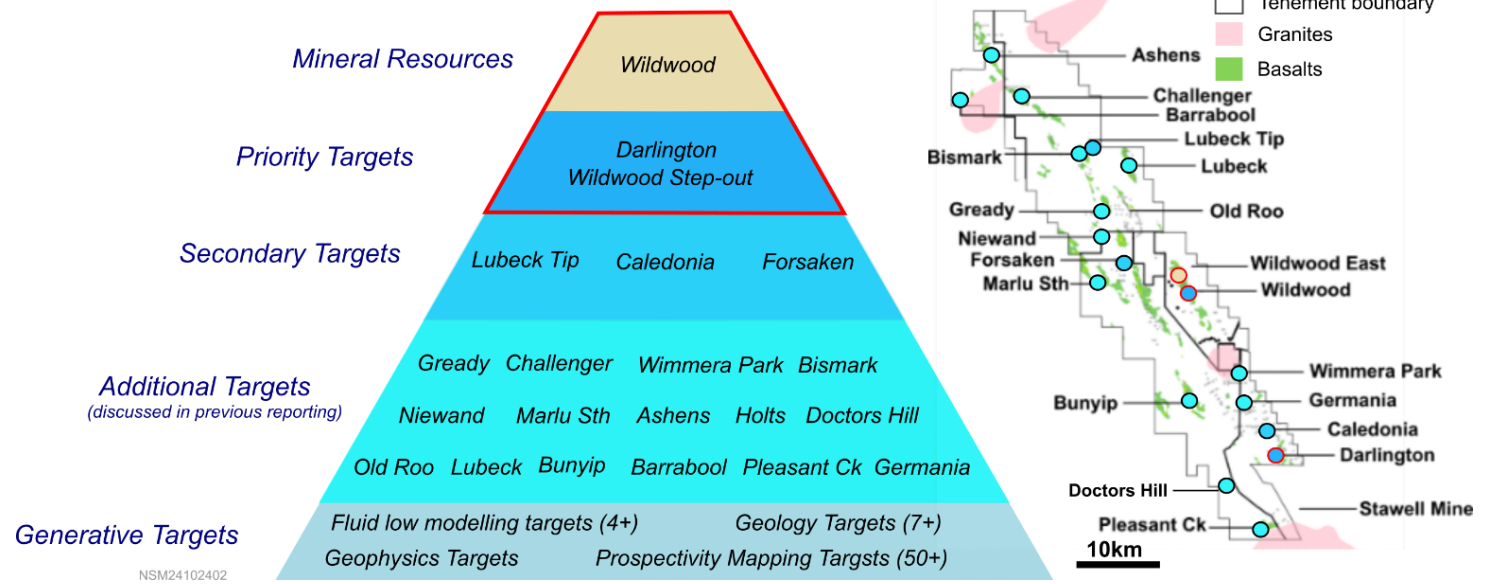 Mineral Resources
Wildwood
Priority Targets
Darlington
Wildwood Step-out
Secondary Targets
Lubeck Tip Caledonia Forsaken
Additional Targets
(discussed in previous reporting)
Gready Challenger Wimmera Park Bismark
Niewand Marlu Sth Ashens Holts Doctors Hill
Old Roo Lubeck Bunyip Barrabool Pleasant Ck Germania
Generative Targets
Fluid low modelling targets (4+) Geology Targets (7+)
Geophysics Targets Prospectivity Mapping Targsts (50+)
NSM24102402
Tenement boundary
Granites
Basalts
Ashens
Challenger
Barrabool
Lubeck Tip
Bismark
Lubeck
Gready
Old Roo
Niewand
Forsaken
Wildwood East
Marlu Sth
Wildwood
Wimmera Park
Bunyip
Germania
Caledonia
Darlington
Doctors Hill
Stawell Mine
Pleasant Ck
10km